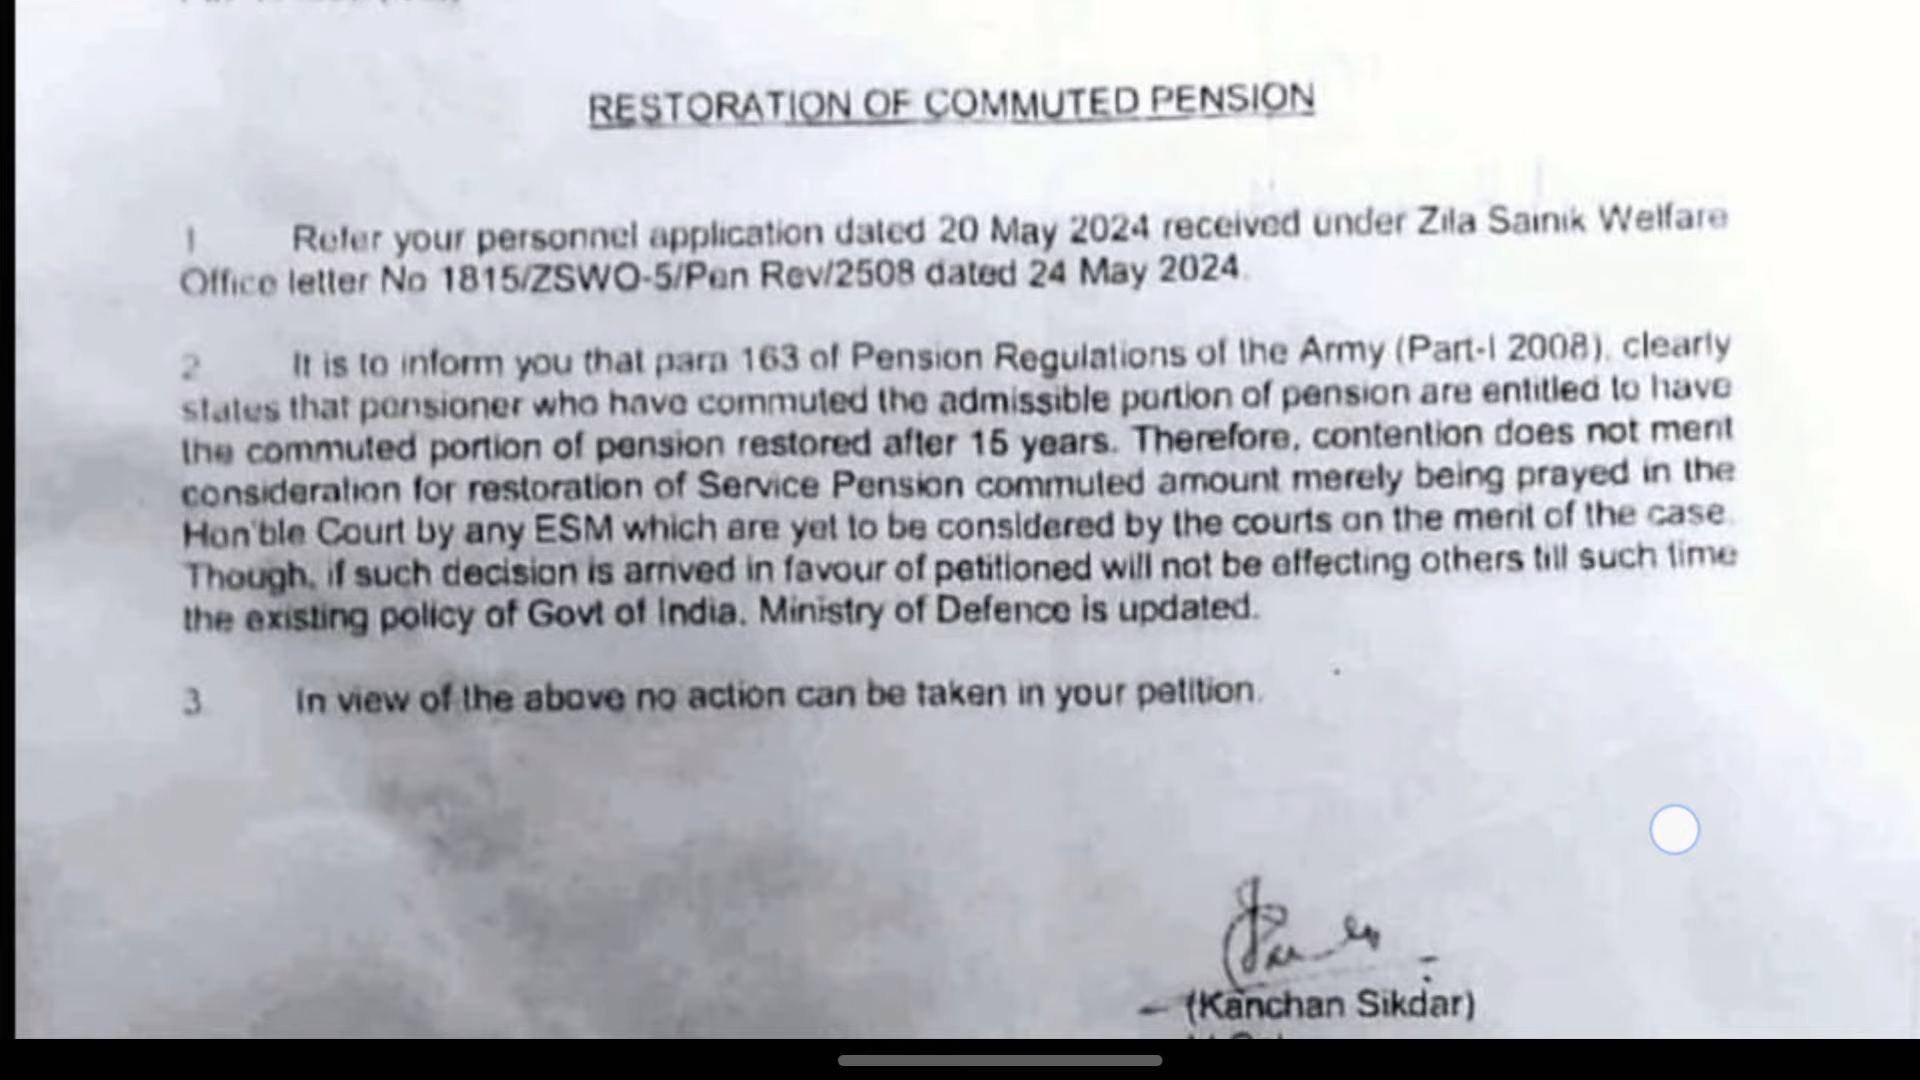 RESTORATION OF COMMUTED PENSION
1 Refer your personnel application dated 20 May 2024 received under Zila Sainik Welfare
Office letter No 1815/ZSWO-5/Pen Rev/2508 dated 24 May 2024.
2 It is to inform you that para 163 of Pension Regulations of the Army (Part-I 2008), clearly
states that pensioner who have commuted the admissible portion of pension are entitled to have
the commuted portion of pension restored after 15 years. Therefore, contention does not merit
consideration for restoration of Service Pension commuted amount merely being prayed in the
Hon'ble Court by any ESM which are yet to be considered by the courts on the merit of the case.
Though, if such decision is arrived in favour of petitioned will not be effecting others till such time
the existing policy of Govt of India, Ministry of Defence is updated.
3 In view of the above no action can be taken in your petition.
(Kanchan Sikdar)